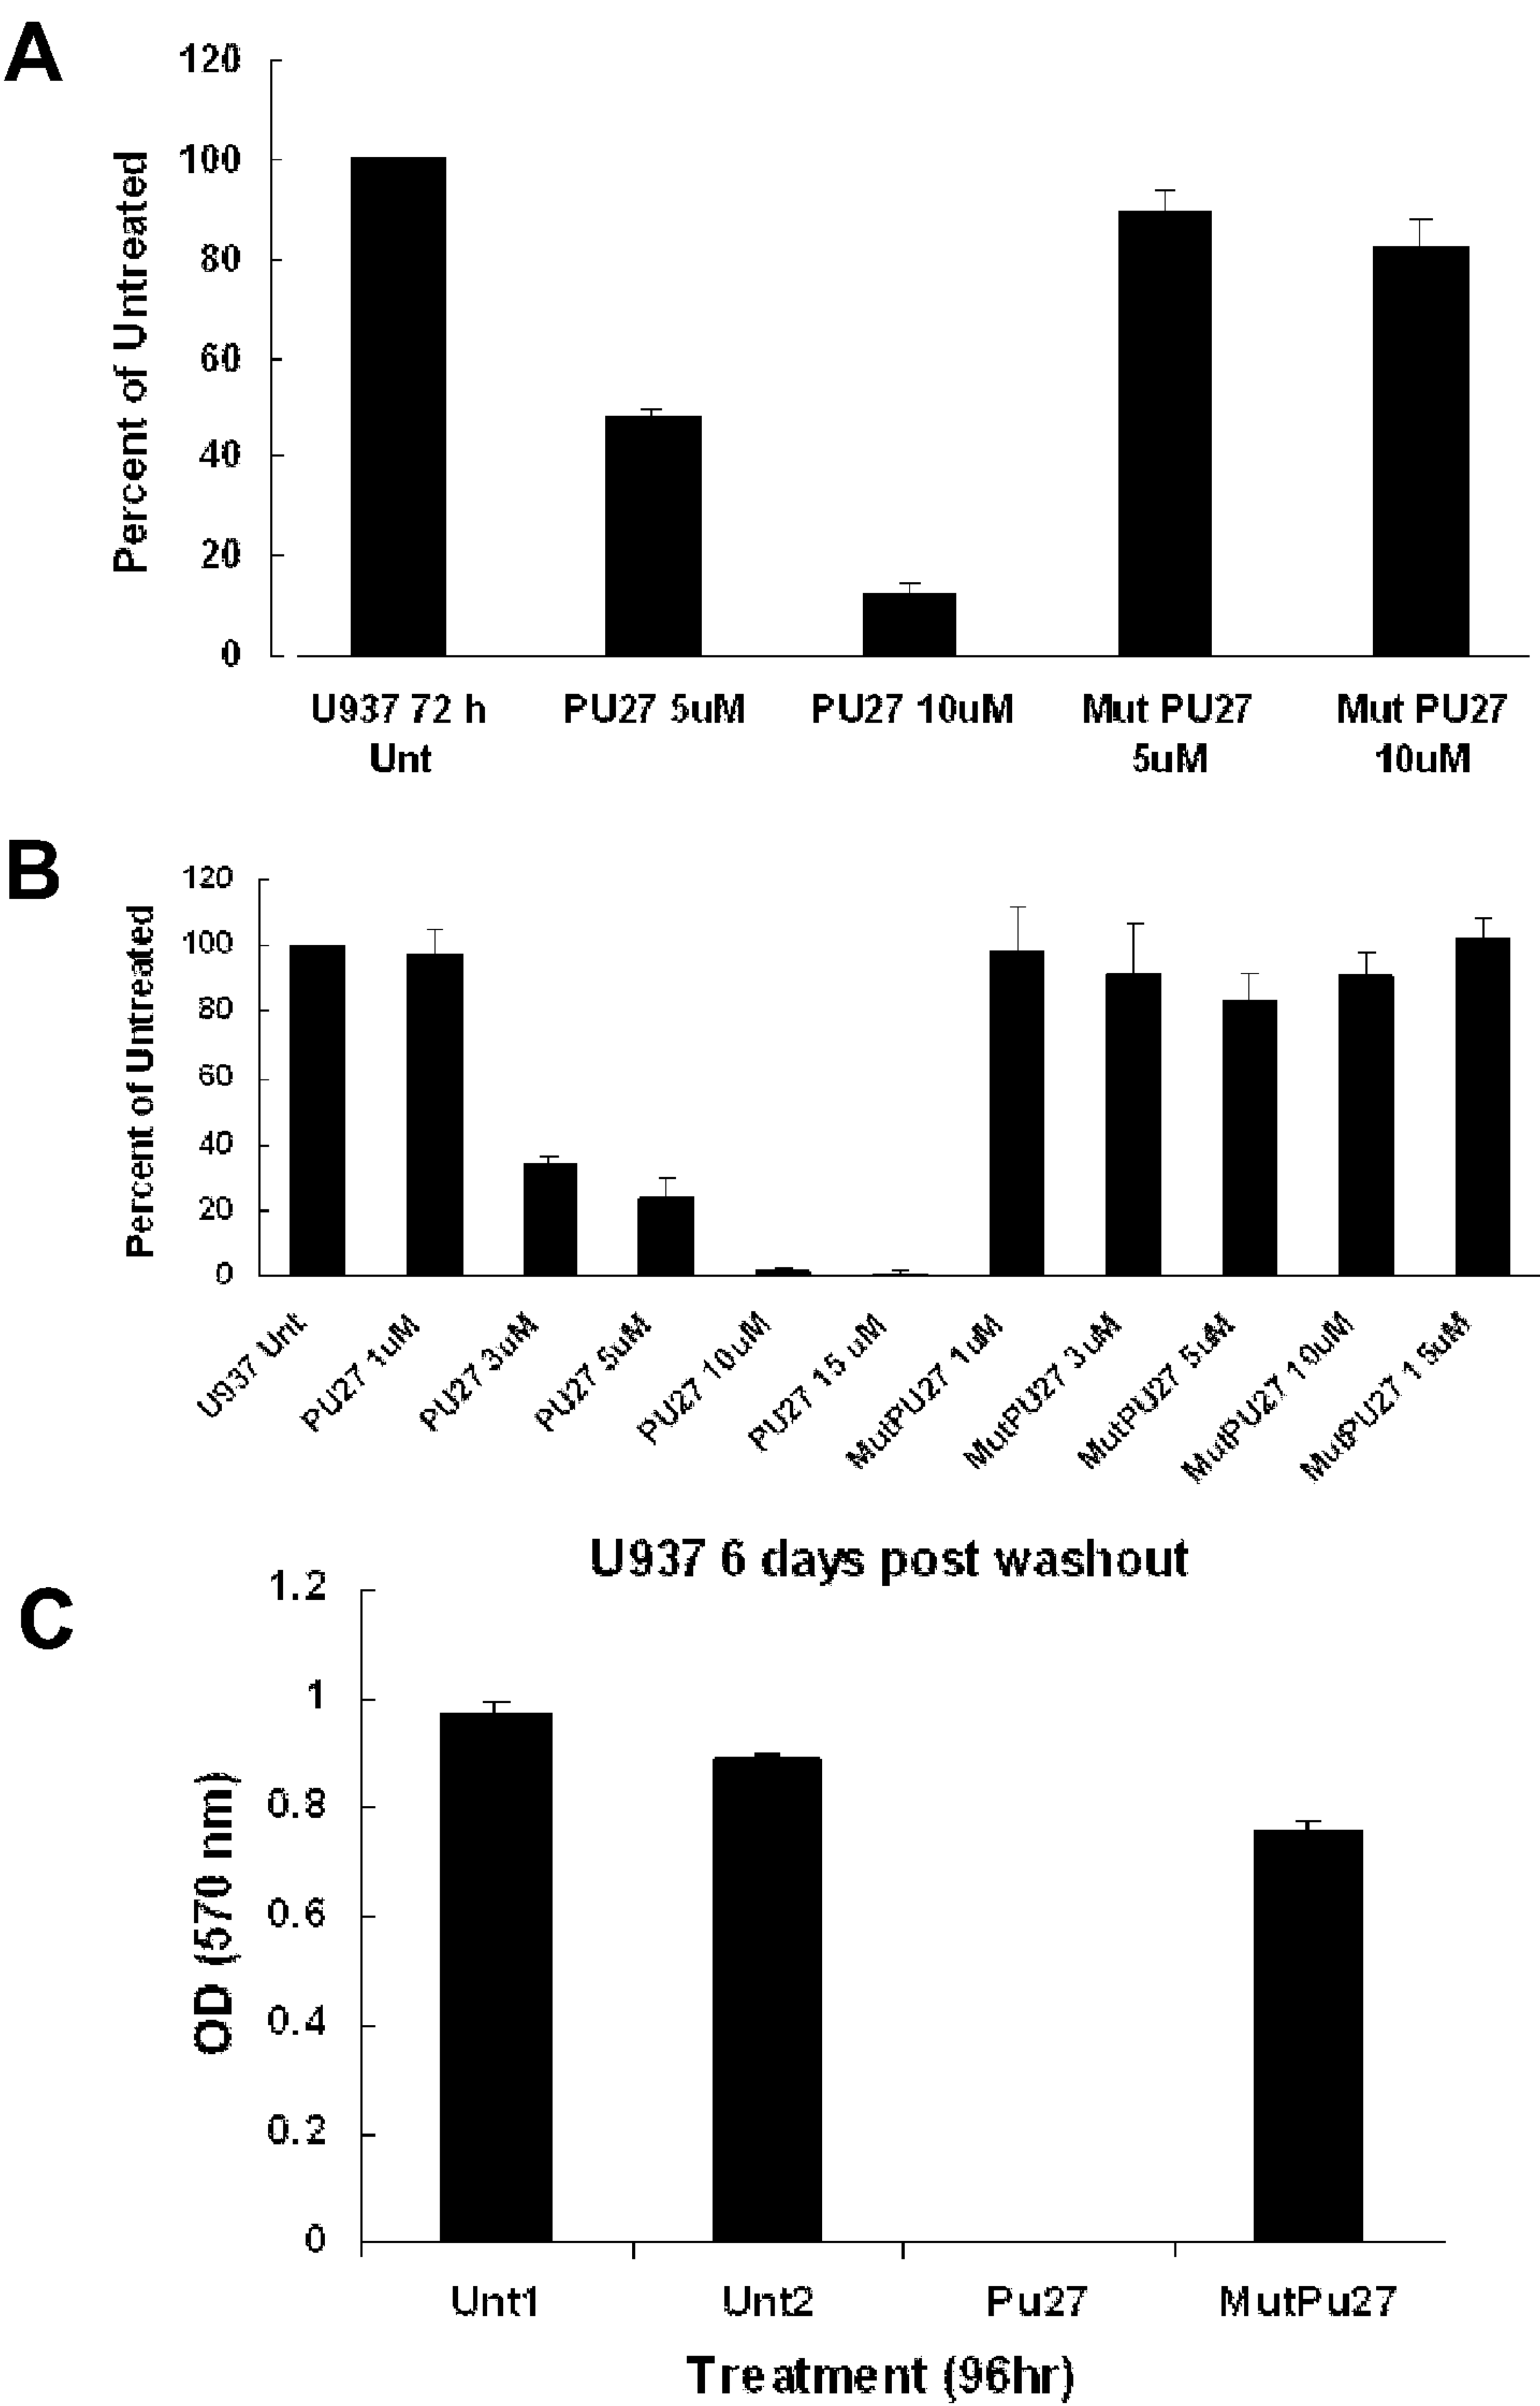 A
120
100
80
60
40
20
0
Percent of Untreated
U937 72 h
Unt
PU27 5uM
PU27 10uM
Mut PU27
5uM
Mut PU27
10uM
B
120
100
80
60
40
20
0
Percent of Untreated
U937 Unt
PU27 1uM
PU27 3uM
PU27 5uM
PU27 10uM
PU27 15 uM
MutPU27 1uM
MutPU27 3uM
MutPU27 5uM
MutPU27 10uM
MutPU27 15uM
U937 6 days post washout
C
1.2
1
0.8
0.6
0.4
0.2
0
OD (570 nm)
Unt1
Unt2
Pu27
MutPu27
Treatment (96hr)